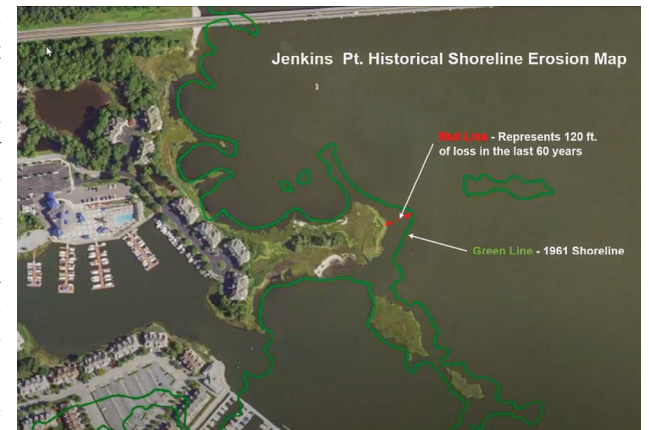 Jenkins Pt. Historical Shoreline Erosion Map
Red Line - Represents 120 ft.
of loss in the last 60 years
Green Line - 1961 Shoreline